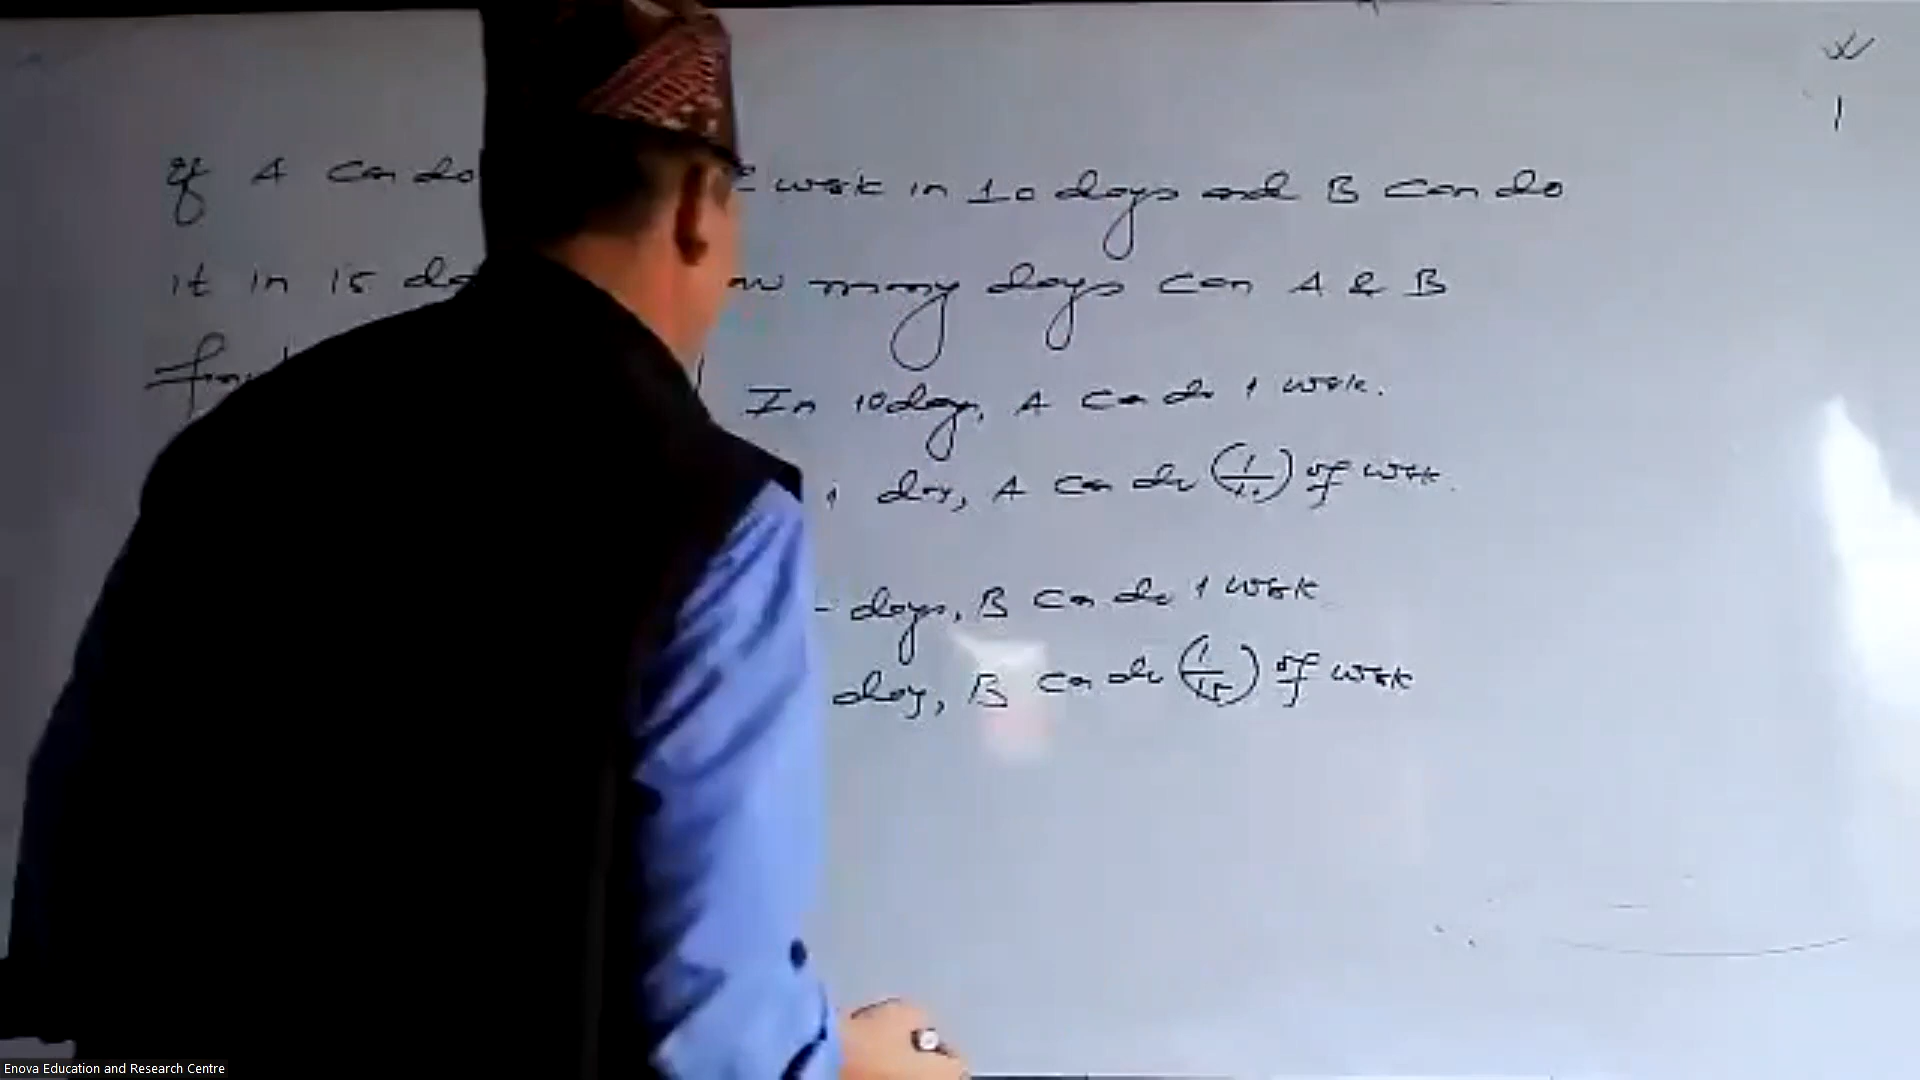 W
1
If A can do work in 10 days and B can do
it in 15 many days can A & B
In 10 days, A can do 1 work.
1 day, A can do (1/10) of work.
days, B can do 1 work
day, B can do (1/15) of work
Enova Education and Research Centre